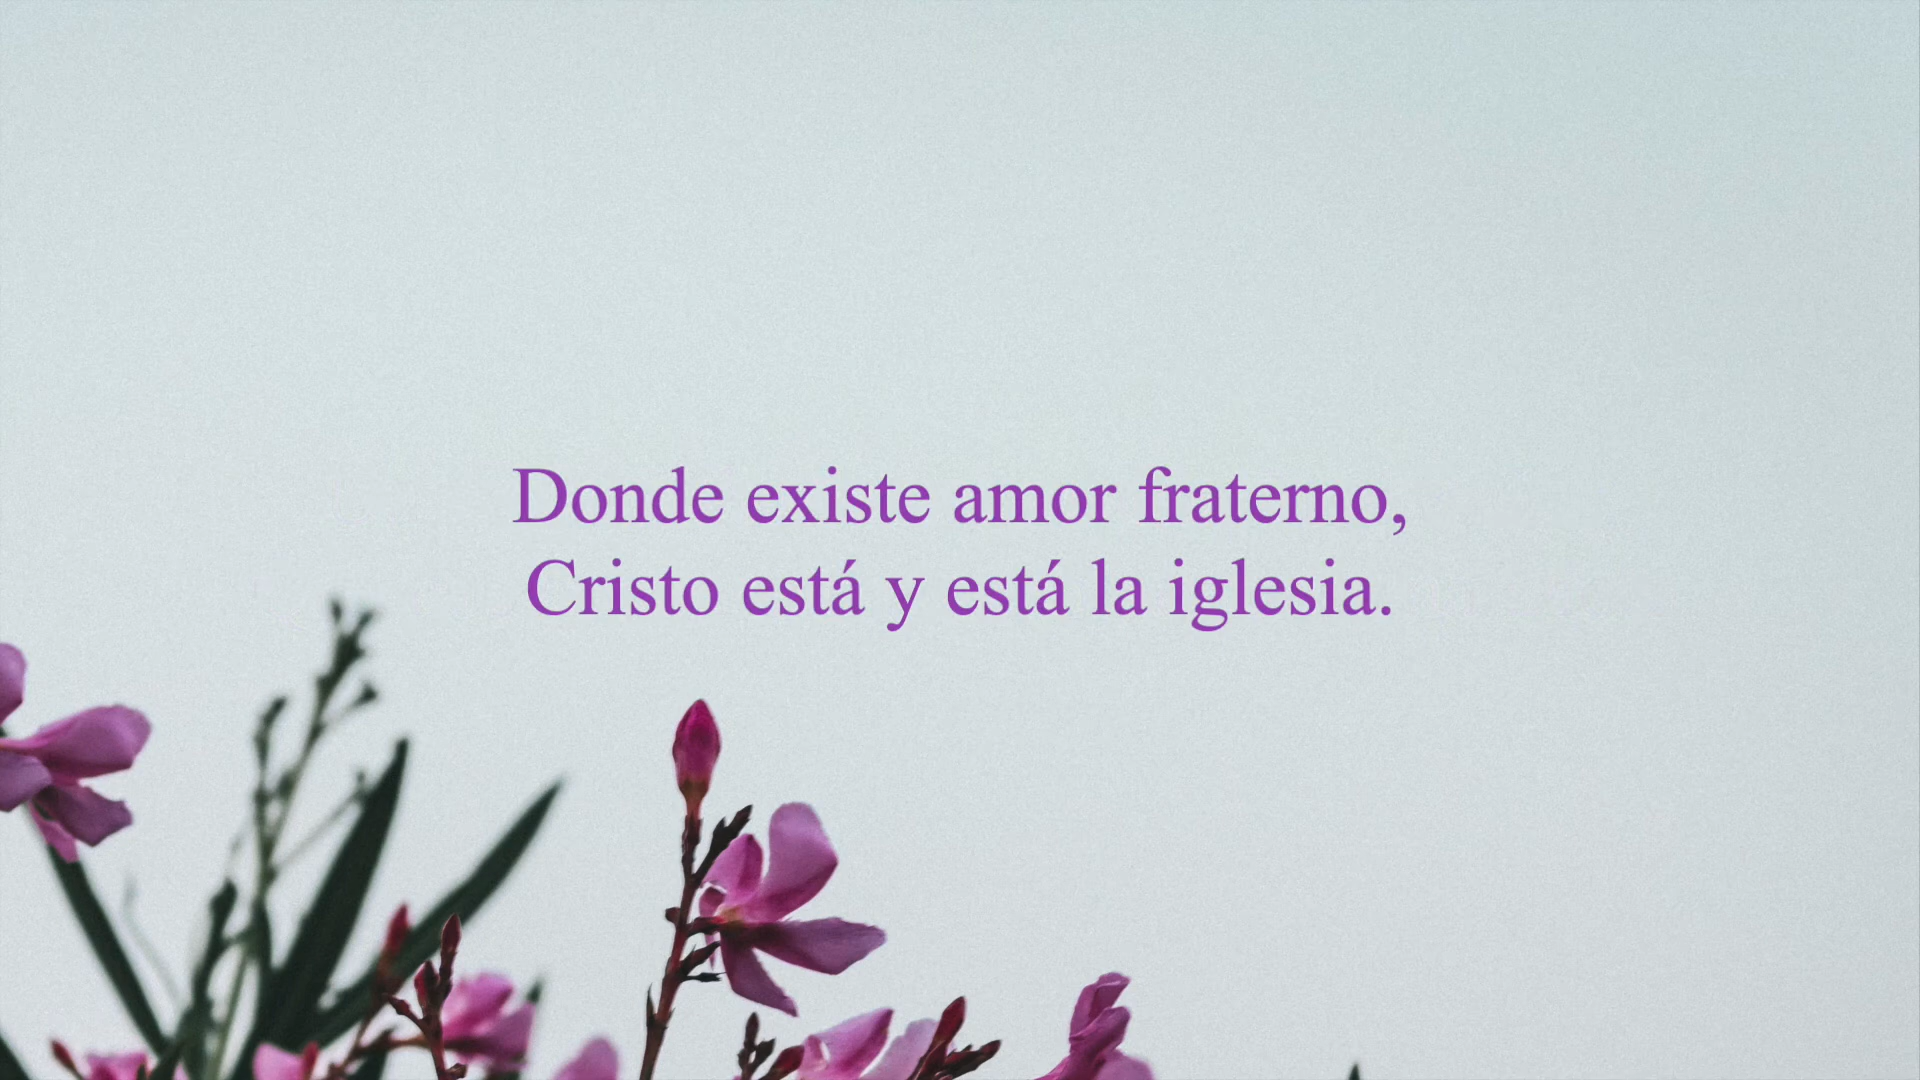 Donde existe amor fraterno,
Cristo está y está la iglesia.